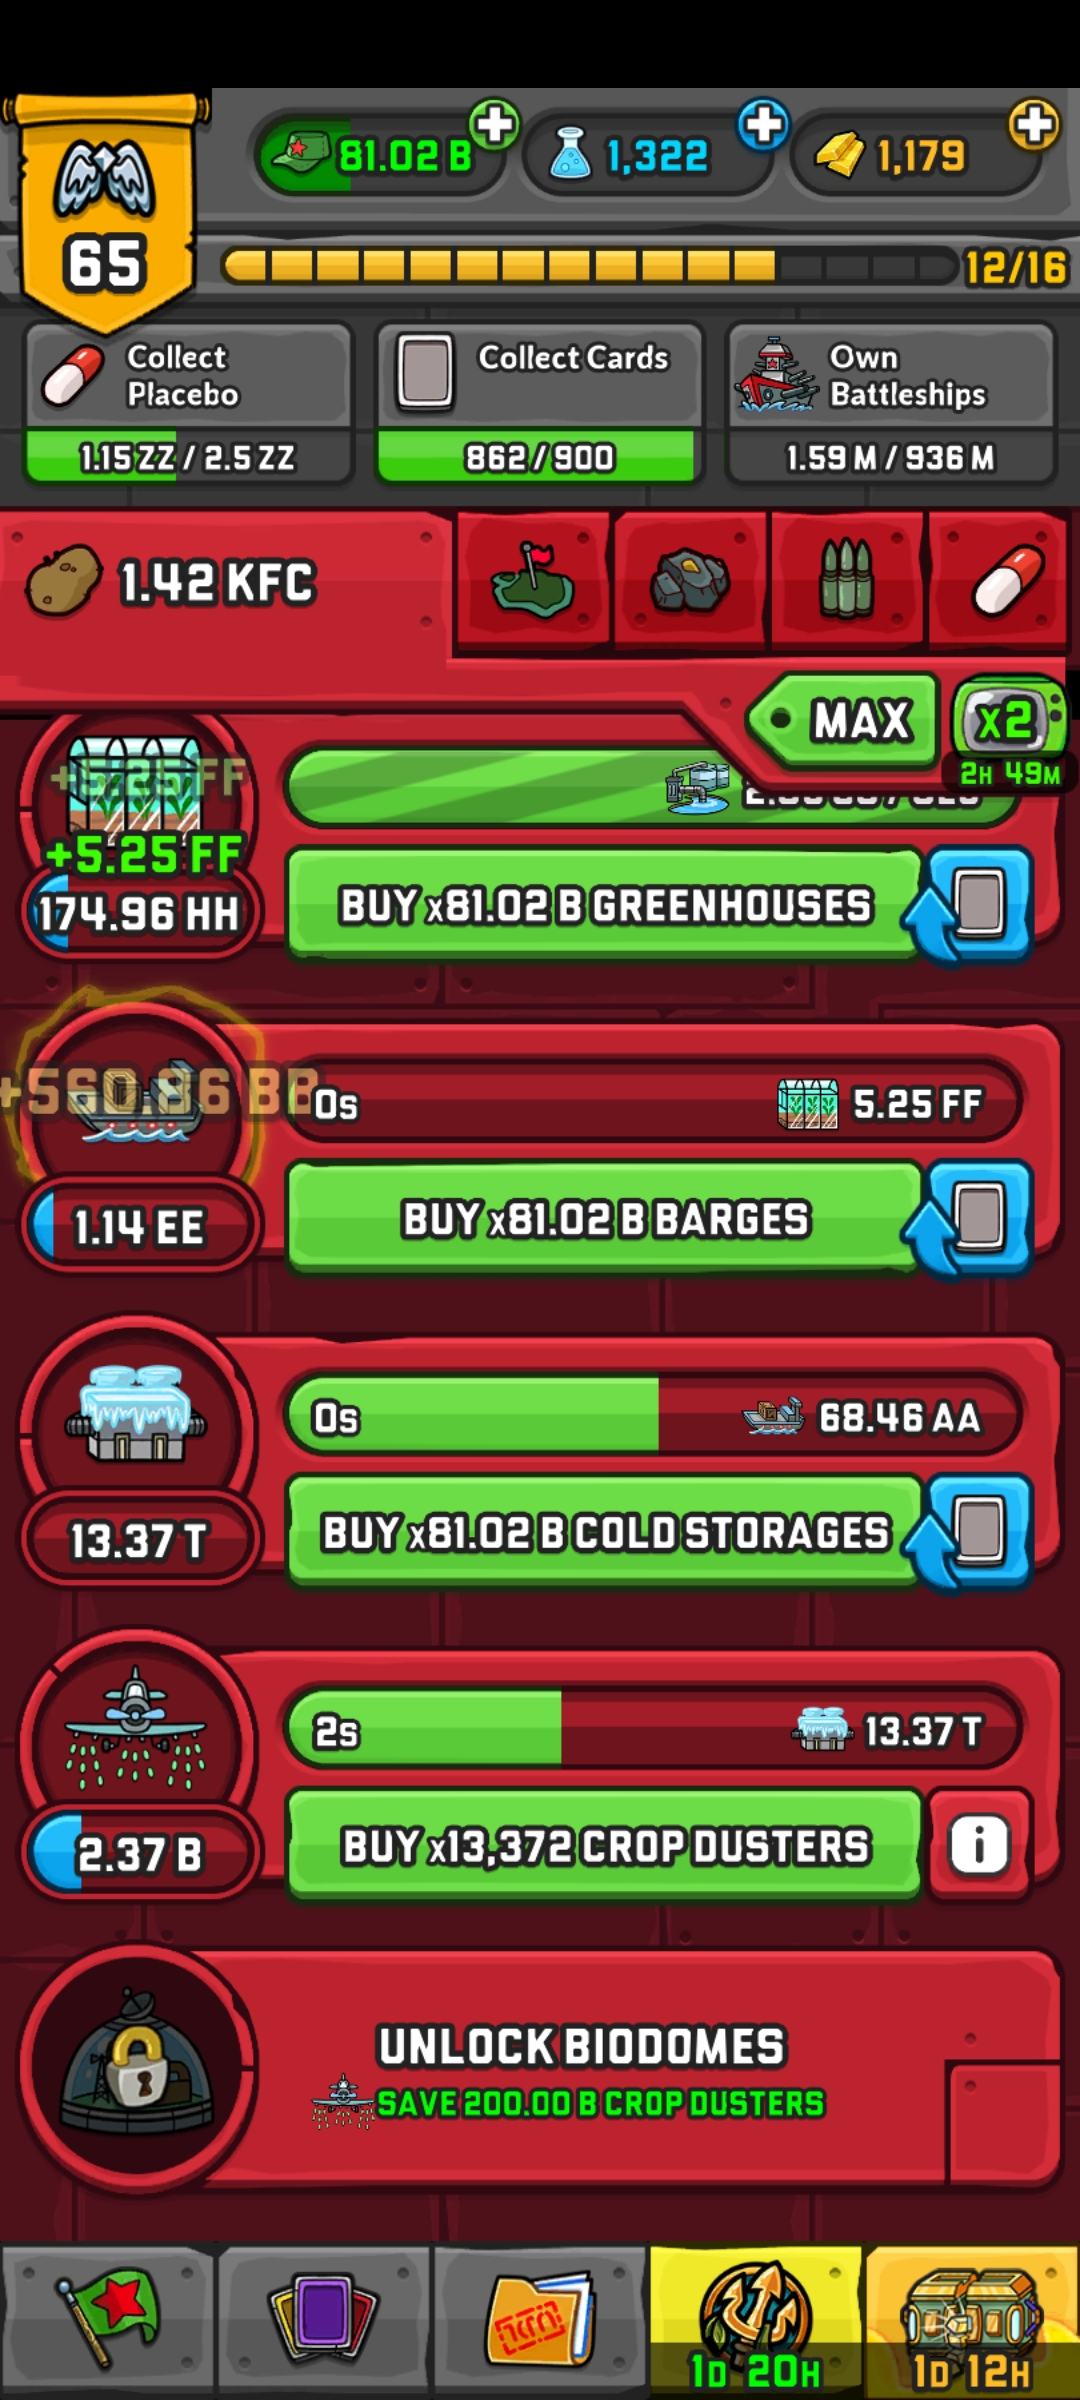 81.02 B
1,322
1,179
65
12/16
Collect
Placebo
1.15 ZZ / 2.5 ZZ
Collect Cards
862 / 900
Own
Battleships
1.59 M / 936 M
1.42 KFC
MAX
x2
2H 49M
+5.25 FF
+5.25 FF
174.96 HH
BUY x81.02 B GREENHOUSES
+560.86 BB
0s
5.25 FF
1.14 EE
BUY x81.02 B BARGES
0s
68.46 AA
13.37 T
BUY x81.02 B COLD STORAGES
2s
13.37 T
2.37 B
BUY x13,372 CROP DUSTERS
i
UNLOCK BIODOMES
SAVE 200.00 B CROP DUSTERS
1D 20H
1D 12H